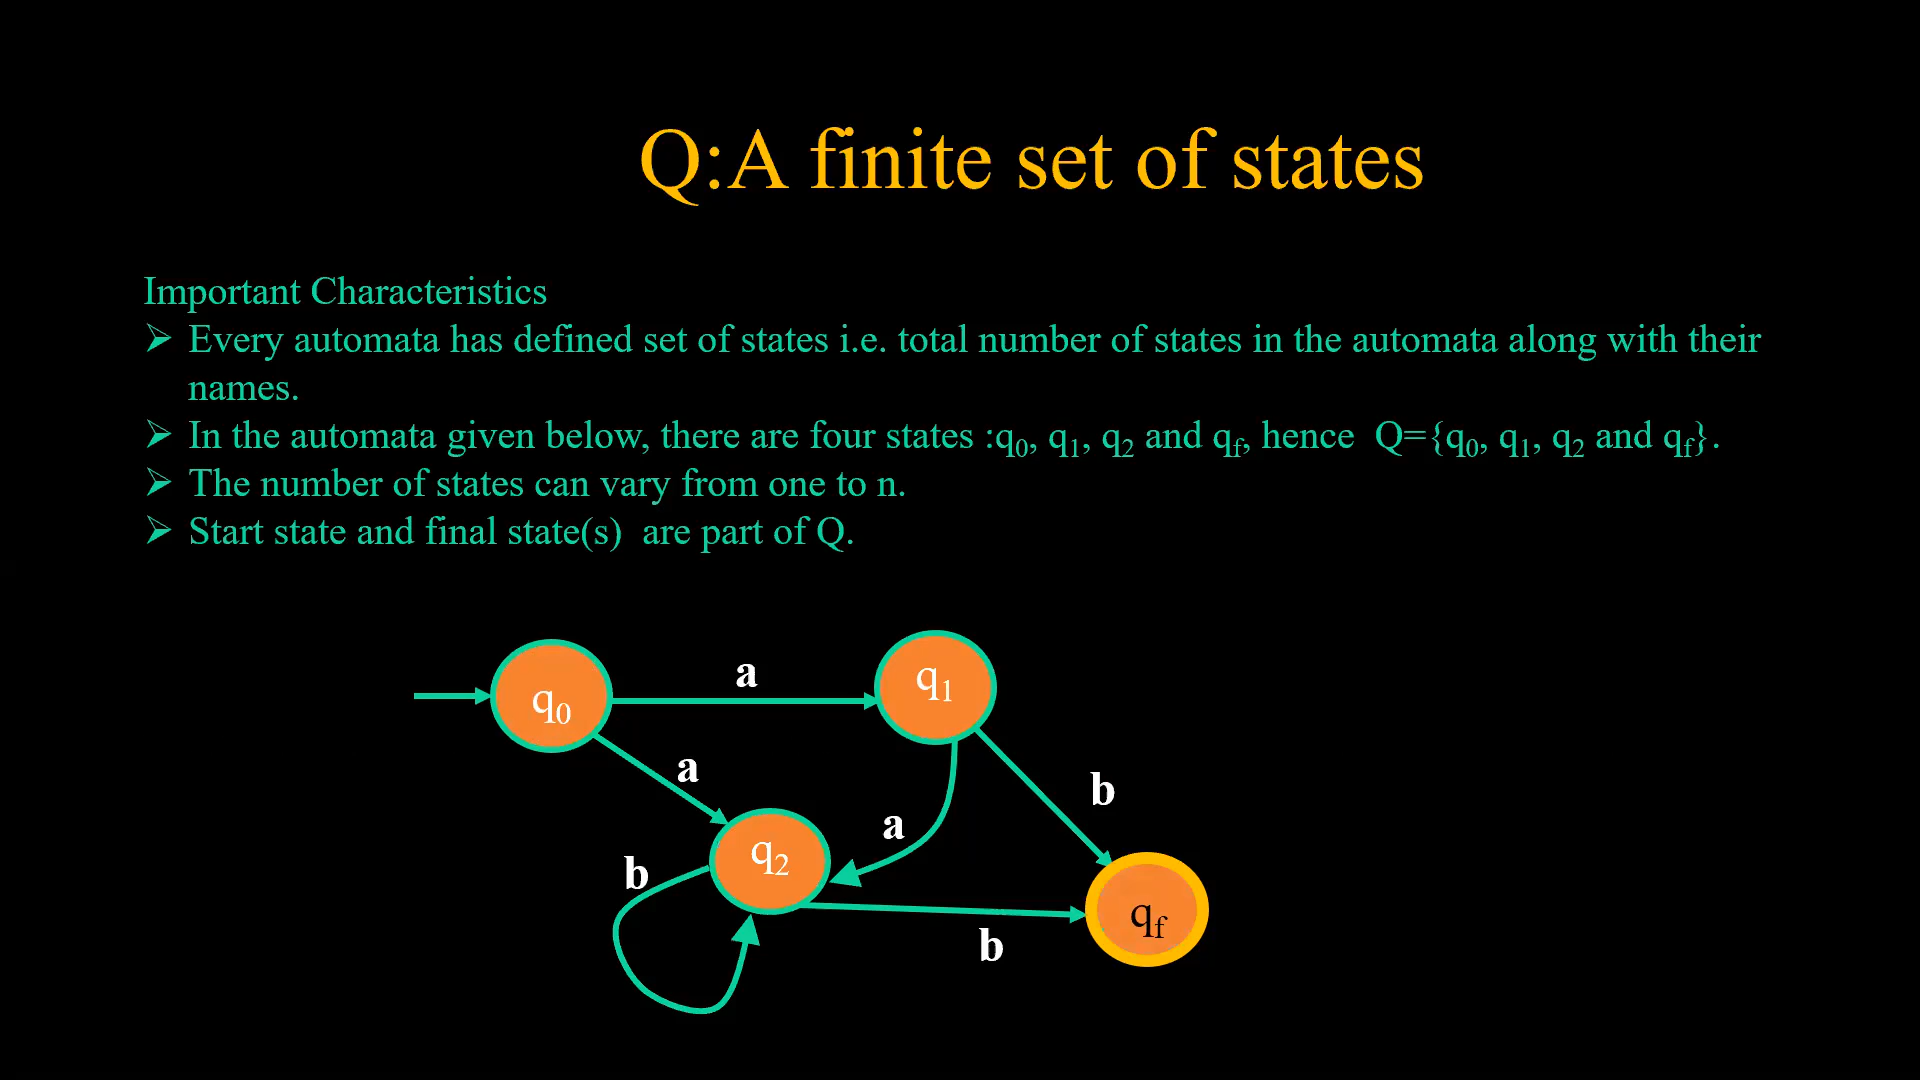 Q:A finite set of states
Important Characteristics
➢ Every automata has defined set of states i.e. total number of states in the automata along with their
names.
➢ In the automata given below, there are four states :q₀, q₁, q₂ and q_f, hence Q={q₀, q₁, q₂ and q_f}.
➢ The number of states can vary from one to n.
➢ Start state and final state(s) are part of Q.
a
q₁
q₀
a
b
a
q₂
b
q_f
b